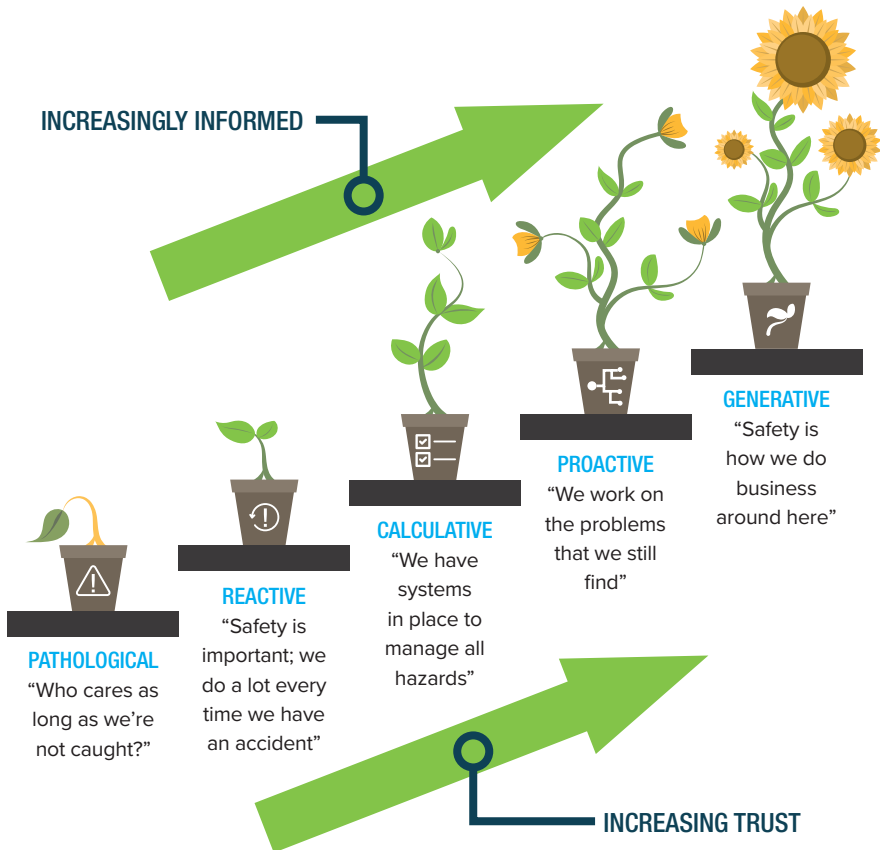 INCREASINGLY INFORMED
PATHOLOGICAL
“Who cares as
long as we’re
not caught?”
REACTIVE
“Safety is
important; we
do a lot every
time we have
an accident”
CALCULATIVE
“We have
systems
in place to
manage all
hazards”
PROACTIVE
“We work on
the problems
that we still
find”
GENERATIVE
“Safety is
how we do
business
around here”
INCREASING TRUST